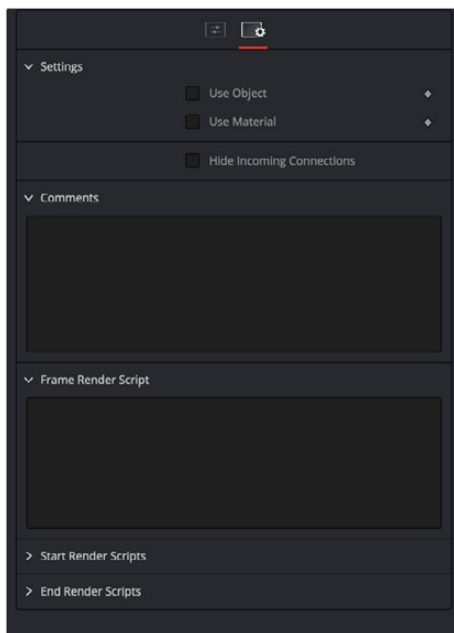 Settings
Use Object
Use Material
Hide Incoming Connections
Comments
Frame Render Script
Start Render Scripts
End Render Scripts